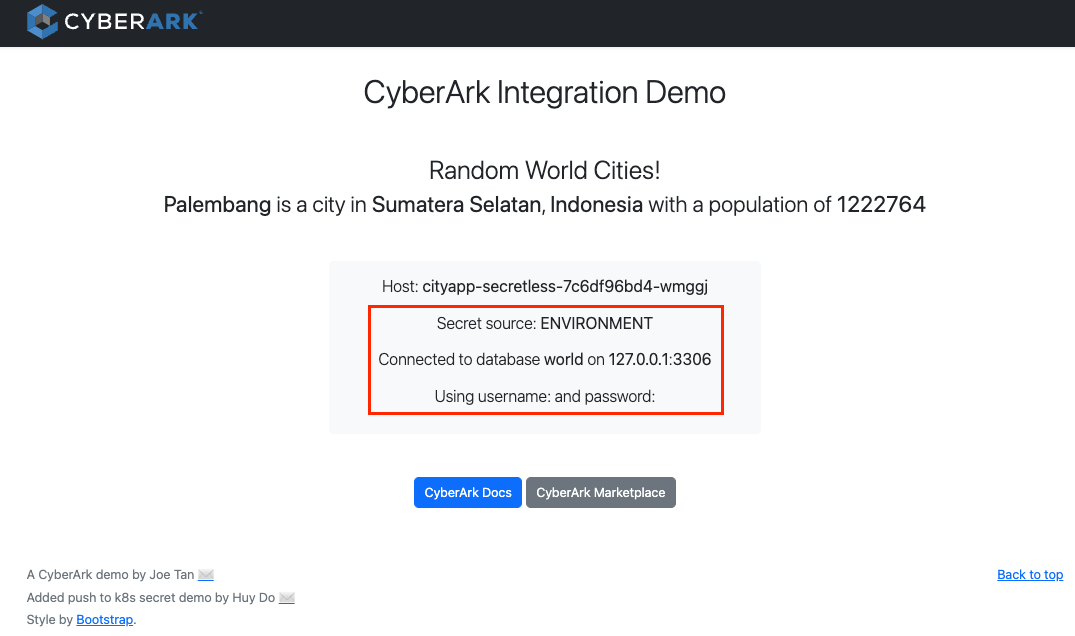 CYBERARK
CyberArk Integration Demo
Random World Cities!
Palembang is a city in Sumatera Selatan, Indonesia with a population of 1222764
Host: cityapp-secretless-7c6df96bd4-wmggj
Secret source: ENVIRONMENT
Connected to database world on 127.0.0.1:3306
Using username: and password:
CyberArk Docs CyberArk Marketplace
A CyberArk demo by Joe Tan
Back to top
Added push to k8s secret demo by Huy Do
Style by Bootstrap.